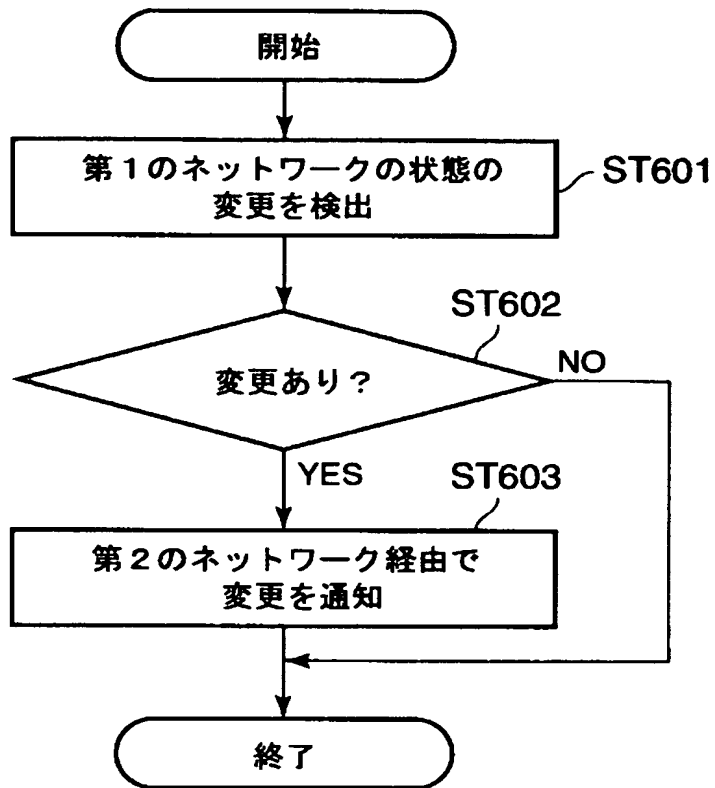 開始
第1のネットワークの状態の
変更を検出
ST601
ST602
変更あり？
NO
YES
ST603
第2のネットワーク経由で
変更を通知
終了